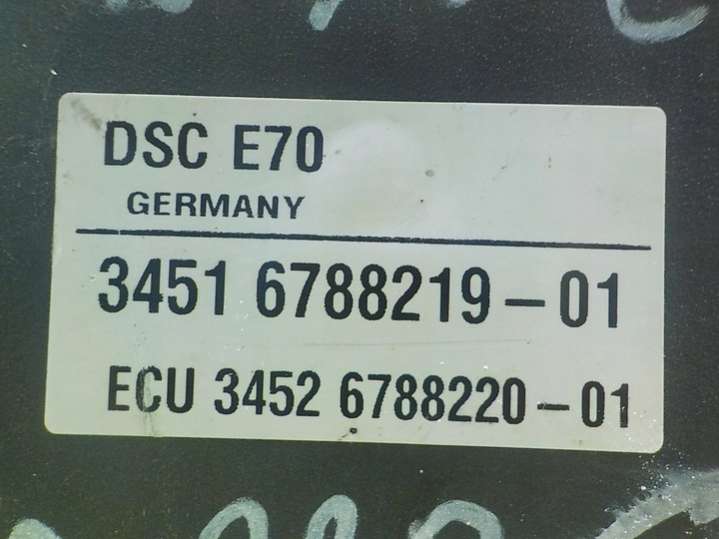 DSC E70
GERMANY
3451 6788219-01
ECU 3452 6788220-01